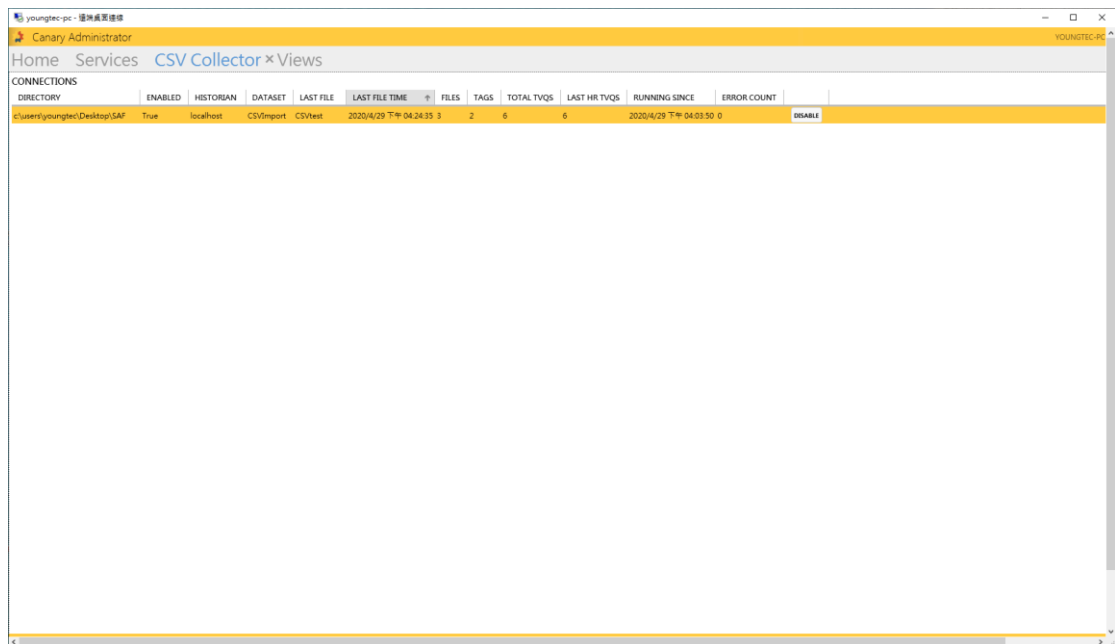 youngtec-pc - 遠端桌面連線
Canary Administrator YOUNGTEC-PC
Home Services CSV Collector × Views
CONNECTIONS
DIRECTORY ENABLED HISTORIAN DATASET LAST FILE LAST FILE TIME FILES TAGS TOTAL TVQS LAST HR TVQS RUNNING SINCE ERROR COUNT
c:\users\youngtec\Desktop\SAF True localhost CSVImport CSVtest 2020/4/29 下午 04:24:35 3 2 6 6 2020/4/29 下午 04:03:50 0 DISABLE